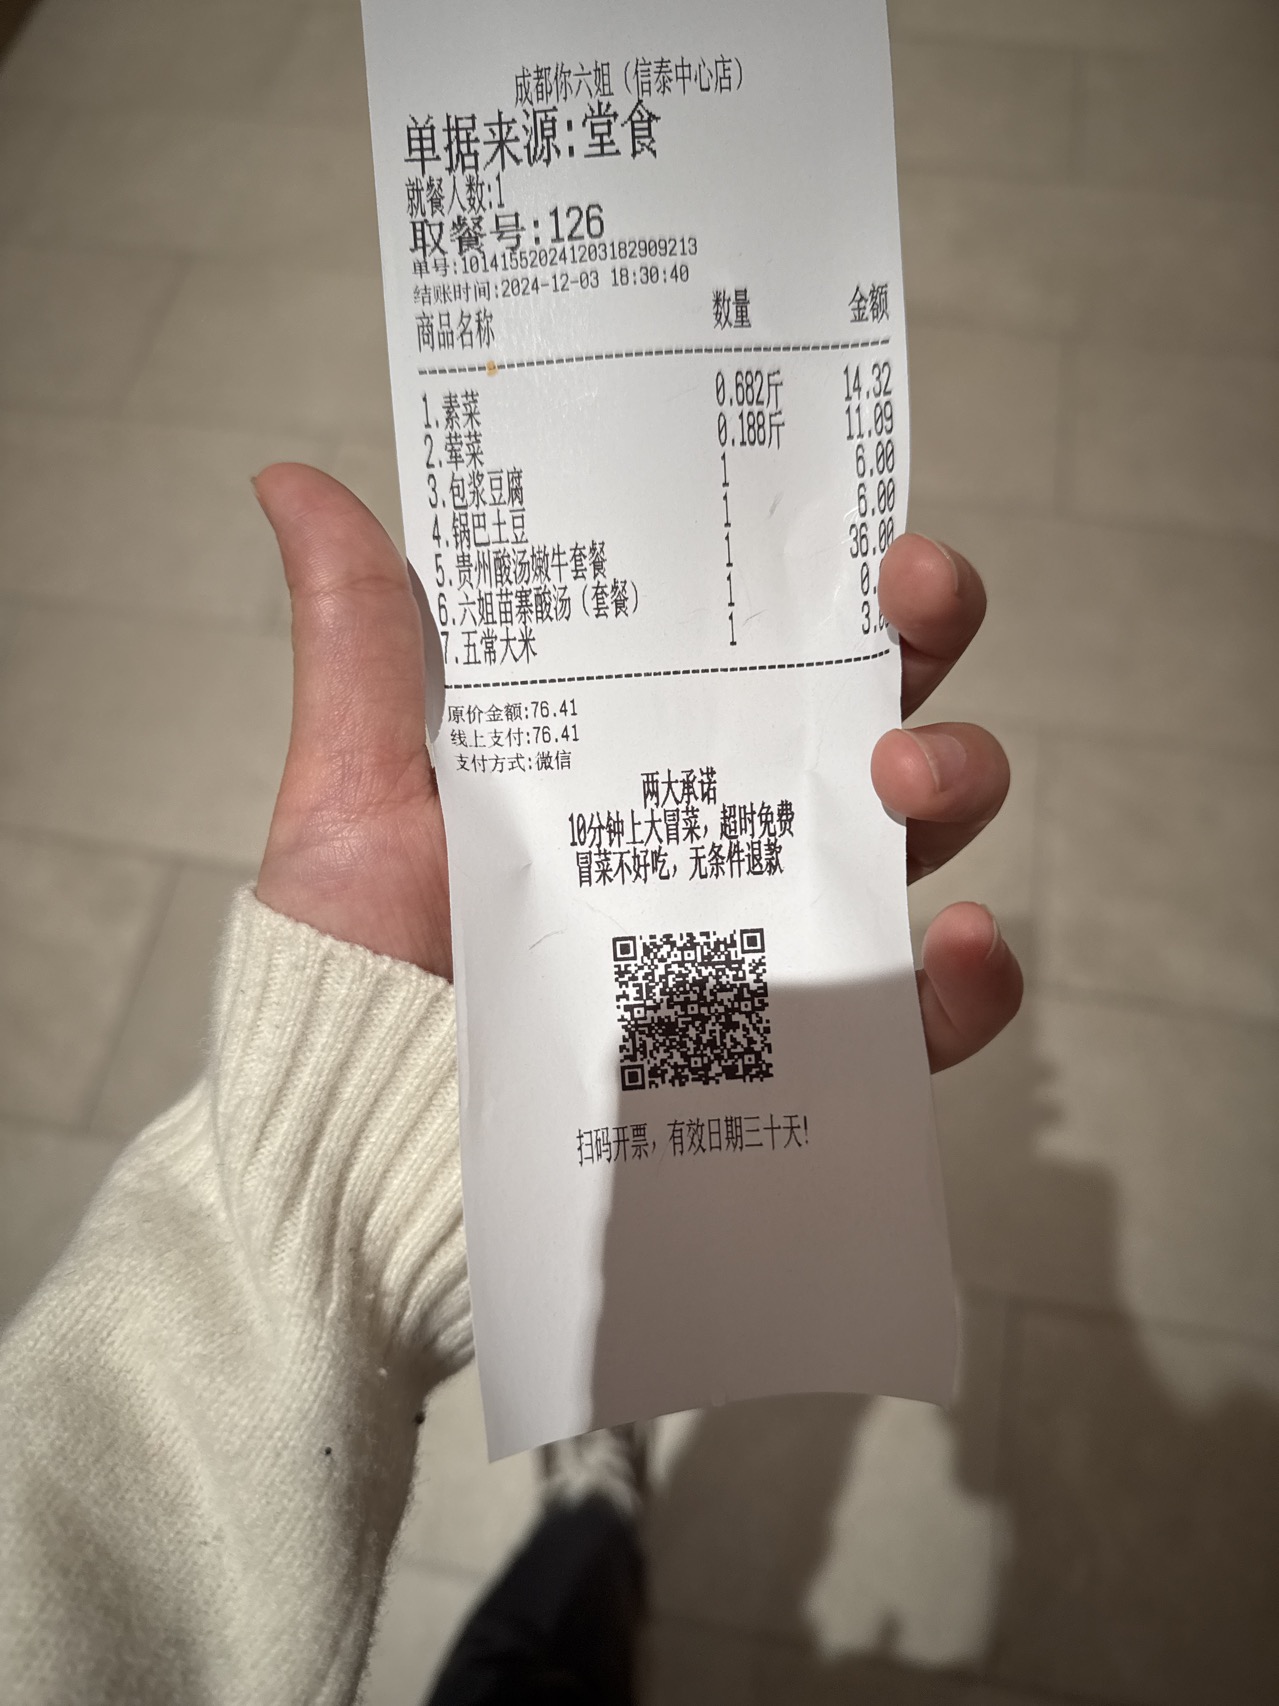 成都你六姐（信泰中心店）
单据来源:堂食
就餐人数:1
取餐号:126
单号:101415520241203182909213
结账时间:2024-12-03 18:30:40
商品名称 数量 金额
1.素菜 0.682斤 14.32
2.荤菜 0.188斤 11.09
3.包浆豆腐 1 6.00
4.锅巴土豆 1 6.00
5.贵州酸汤嫩牛套餐 1 36.00
6.六姐苗寨酸汤（套餐） 1 0.
7.五常大米 1 3.
原价金额:76.41
线上支付:76.41
支付方式:微信
两大承诺
10分钟上大冒菜，超时免费
冒菜不好吃，无条件退款
扫码开票，有效日期三十天!